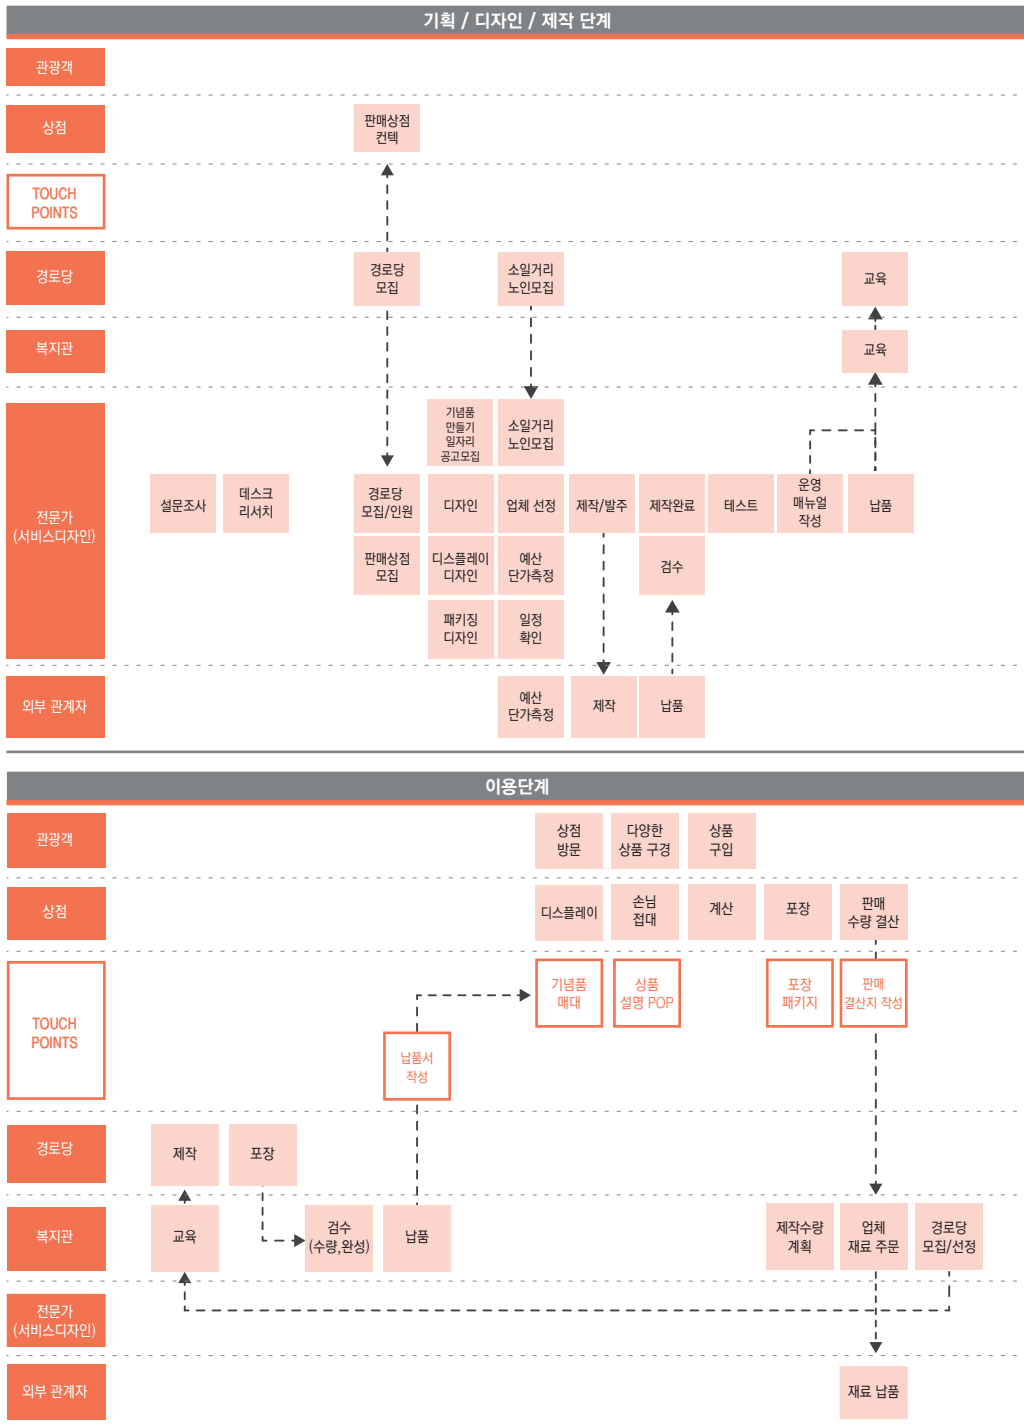 기획 / 디자인 / 제작 단계
관광객
상점
판매상점
컨텍
TOUCH
POINTS
경로당
경로당
모집
소일거리
노인모집
교육
복지관
교육
전문가
(서비스디자인)
기념품
만들기
일자리
공고모집
소일거리
노인모집
설문조사
데스크
리서치
경로당
모집/인원
디자인
업체 선정
제작/발주
제작완료
테스트
운영
매뉴얼
작성
납품
판매상점
모집
디스플레이
디자인
예산
단가측정
검수
패키징
디자인
일정
확인
외부 관계자
예산
단가측정
제작
납품
이용단계
관광객
상점
방문
다양한
상품 구경
상품
구입
상점
디스플레이
손님
접대
계산
포장
판매
수량 결산
TOUCH
POINTS
기념품
매대
상품
설명 POP
포장
패키지
판매
결산지 작성
납품서
작성
경로당
제작
포장
복지관
교육
검수
(수량,완성)
납품
제작수량
계획
업체
재료 주문
경로당
모집/선정
전문가
(서비스디자인)
외부 관계자
재료 납품